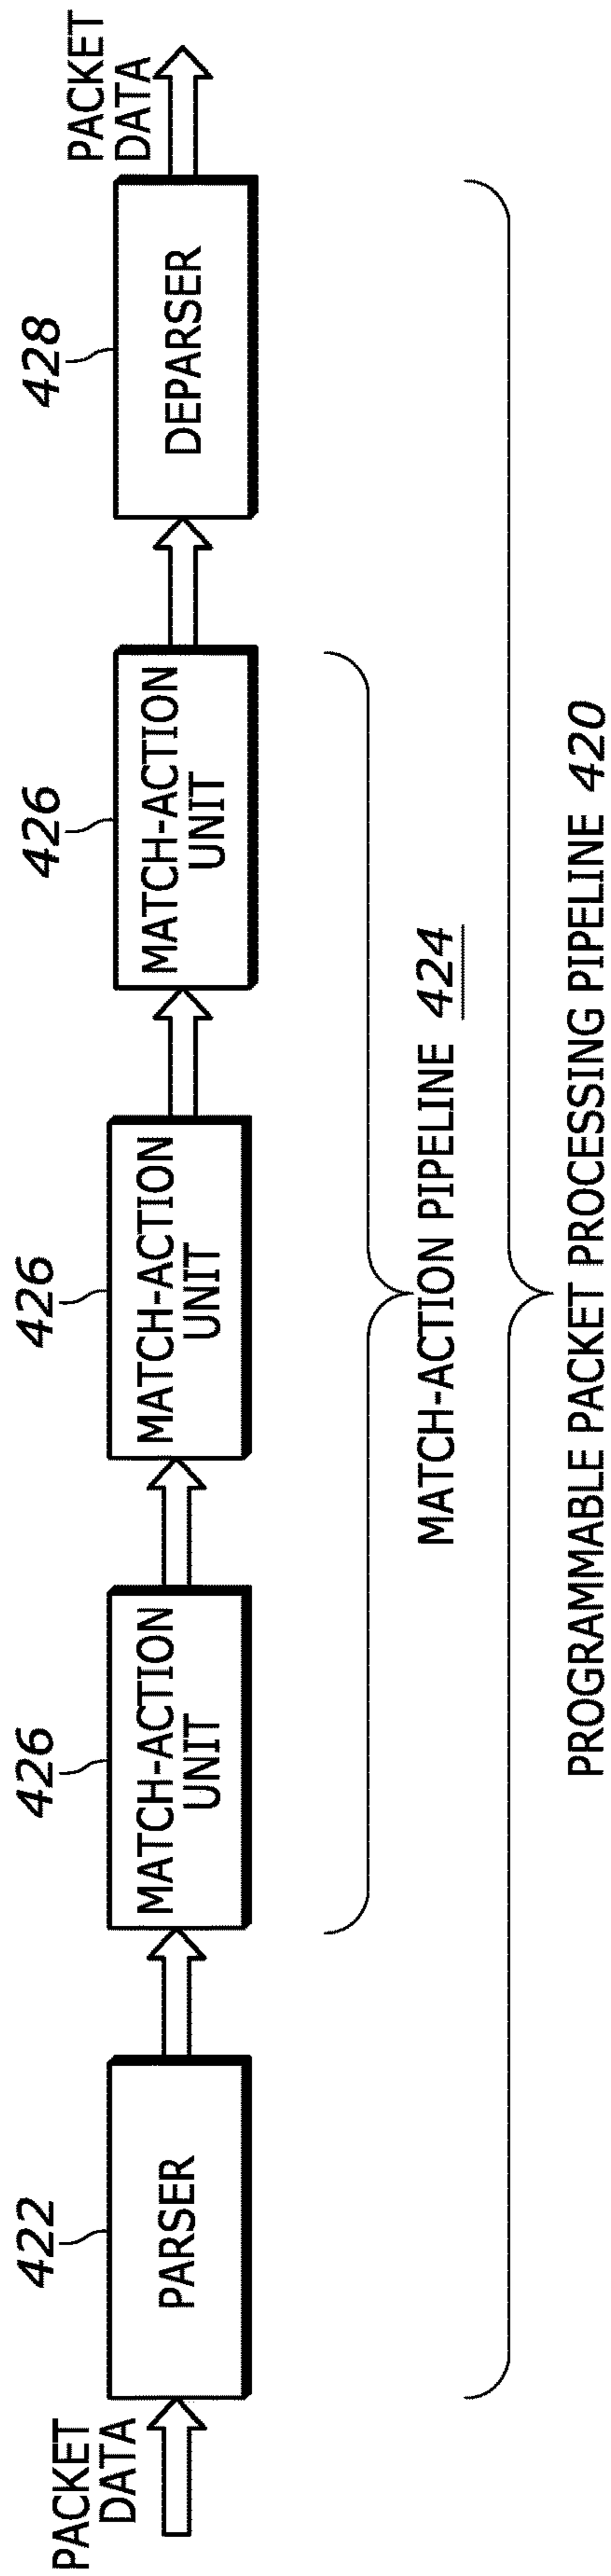 PACKET
DATA
422
PARSER
426
MATCH-ACTION
UNIT
426
MATCH-ACTION
UNIT
426
MATCH-ACTION
UNIT
428
DEPARSER
PACKET
DATA
MATCH-ACTION PIPELINE 424
PROGRAMMABLE PACKET PROCESSING PIPELINE 420